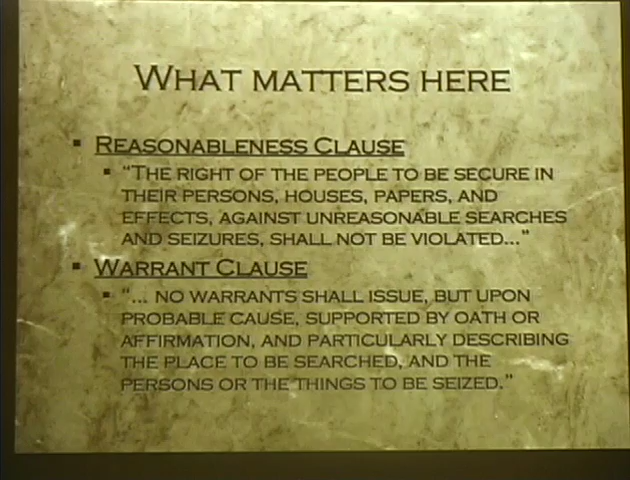 WHAT MATTERS HERE
▪ REASONABLENESS CLAUSE
▪ “THE RIGHT OF THE PEOPLE TO BE SECURE IN
THEIR PERSONS, HOUSES, PAPERS, AND
EFFECTS, AGAINST UNREASONABLE SEARCHES
AND SEIZURES, SHALL NOT BE VIOLATED...”
▪ WARRANT CLAUSE
▪ “... NO WARRANTS SHALL ISSUE, BUT UPON
PROBABLE CAUSE, SUPPORTED BY OATH OR
AFFIRMATION, AND PARTICULARLY DESCRIBING
THE PLACE TO BE SEARCHED, AND THE
PERSONS OR THE THINGS TO BE SEIZED.”